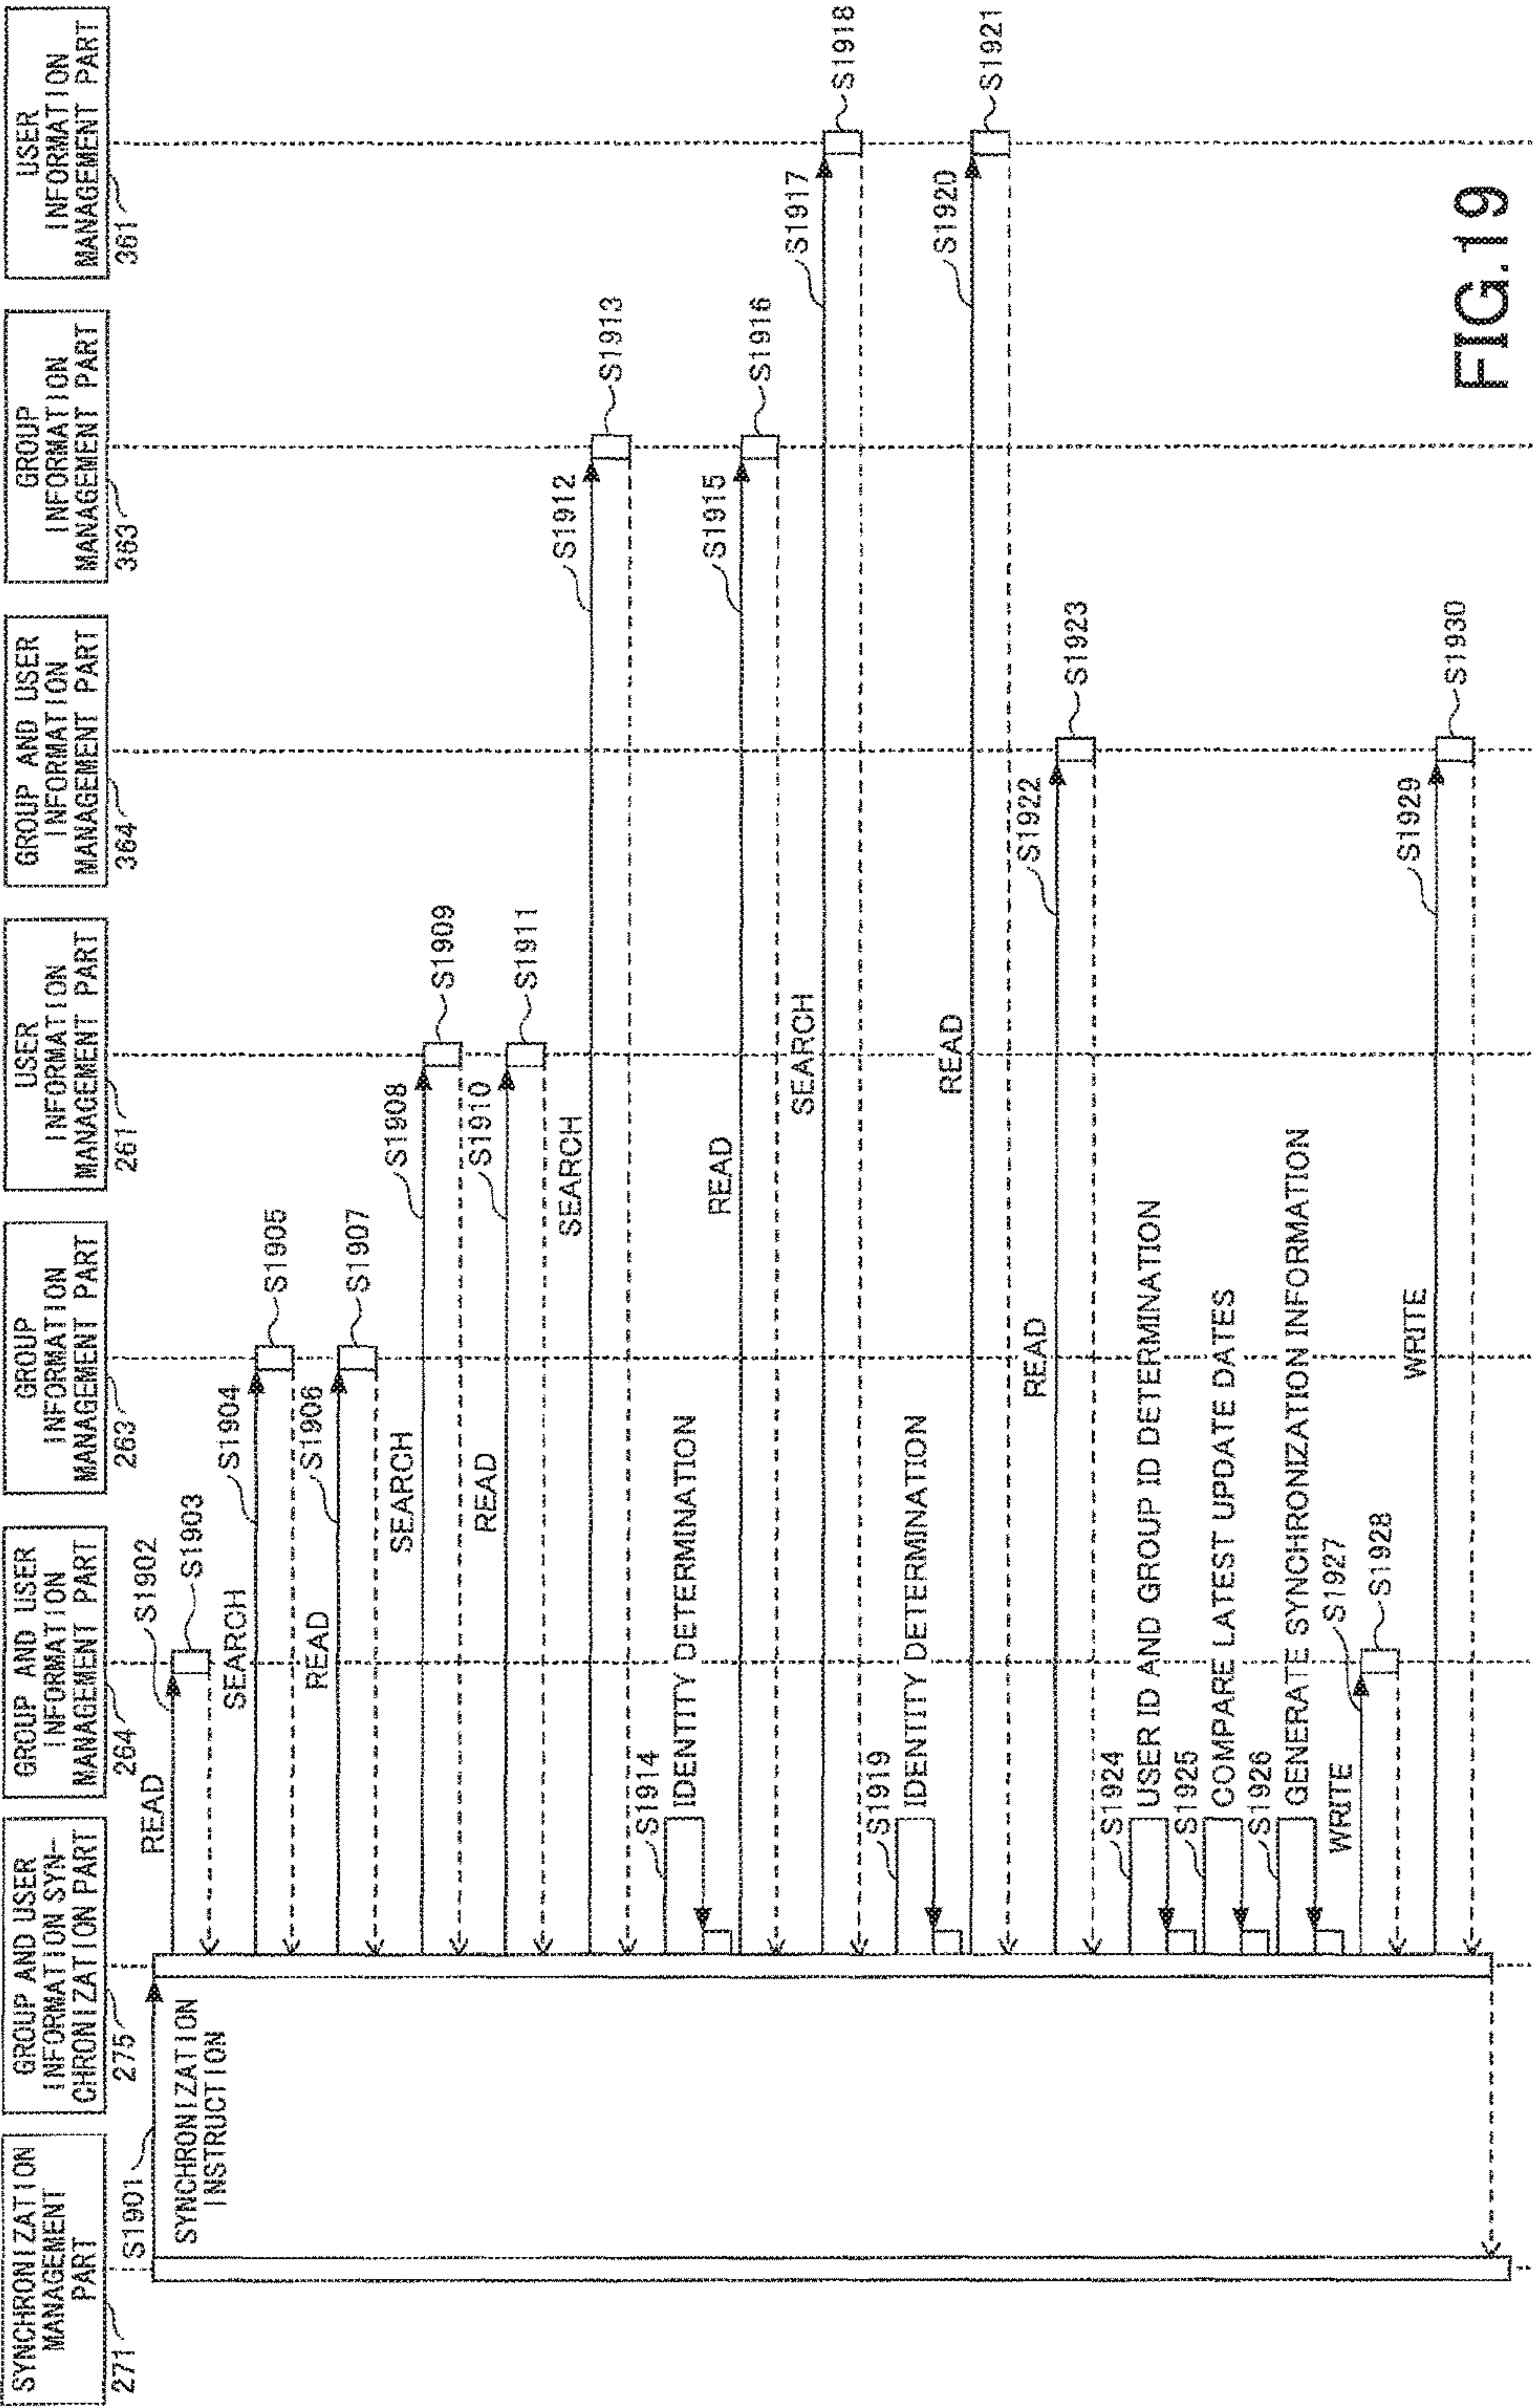 SYNCHRONIZATION
MANAGEMENT
PART
271
GROUP AND USER
INFORMATION SYN-
CHRONIZATION PART
275
GROUP AND USER
INFORMATION
MANAGEMENT PART
264
GROUP
INFORMATION
MANAGEMENT PART
263
USER
INFORMATION
MANAGEMENT PART
261
GROUP AND USER
INFORMATION
MANAGEMENT PART
364
GROUP
INFORMATION
MANAGEMENT PART
363
USER
INFORMATION
MANAGEMENT PART
361
S1901
SYNCHRONIZATION
INSTRUCTION
READ
S1902
S1903
SEARCH
S1904
S1905
READ
S1906
S1907
SEARCH
S1908
S1909
READ
S1910
S1911
SEARCH
S1912
S1913
S1914
IDENTITY DETERMINATION
READ
S1915
S1916
SEARCH
S1917
S1918
S1919
IDENTITY DETERMINATION
READ
S1920
S1921
READ
S1922
S1923
S1924
USER ID AND GROUP ID DETERMINATION
S1925
COMPARE LATEST UPDATE DATES
S1926
GENERATE SYNCHRONIZATION INFORMATION
WRITE
S1927
S1928
WRITE
S1929
S1930
FIG.19